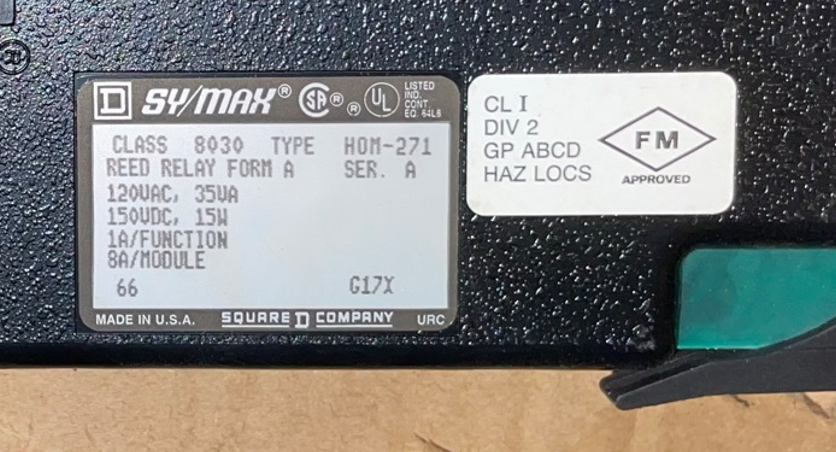 D SY/MAX® SA® ® UL LISTED
IND.
CONT.
EQ. 64L6
CLASS 8030 TYPE HOM-271
REED RELAY FORM A SER. A
120VAC, 35VA
150VDC, 15W
1A/FUNCTION
8A/MODULE
66 G17X
MADE IN U.S.A. SQUARE D COMPANY URC
CL I
DIV 2
GP ABCD
HAZ LOCS
FM
APPROVED